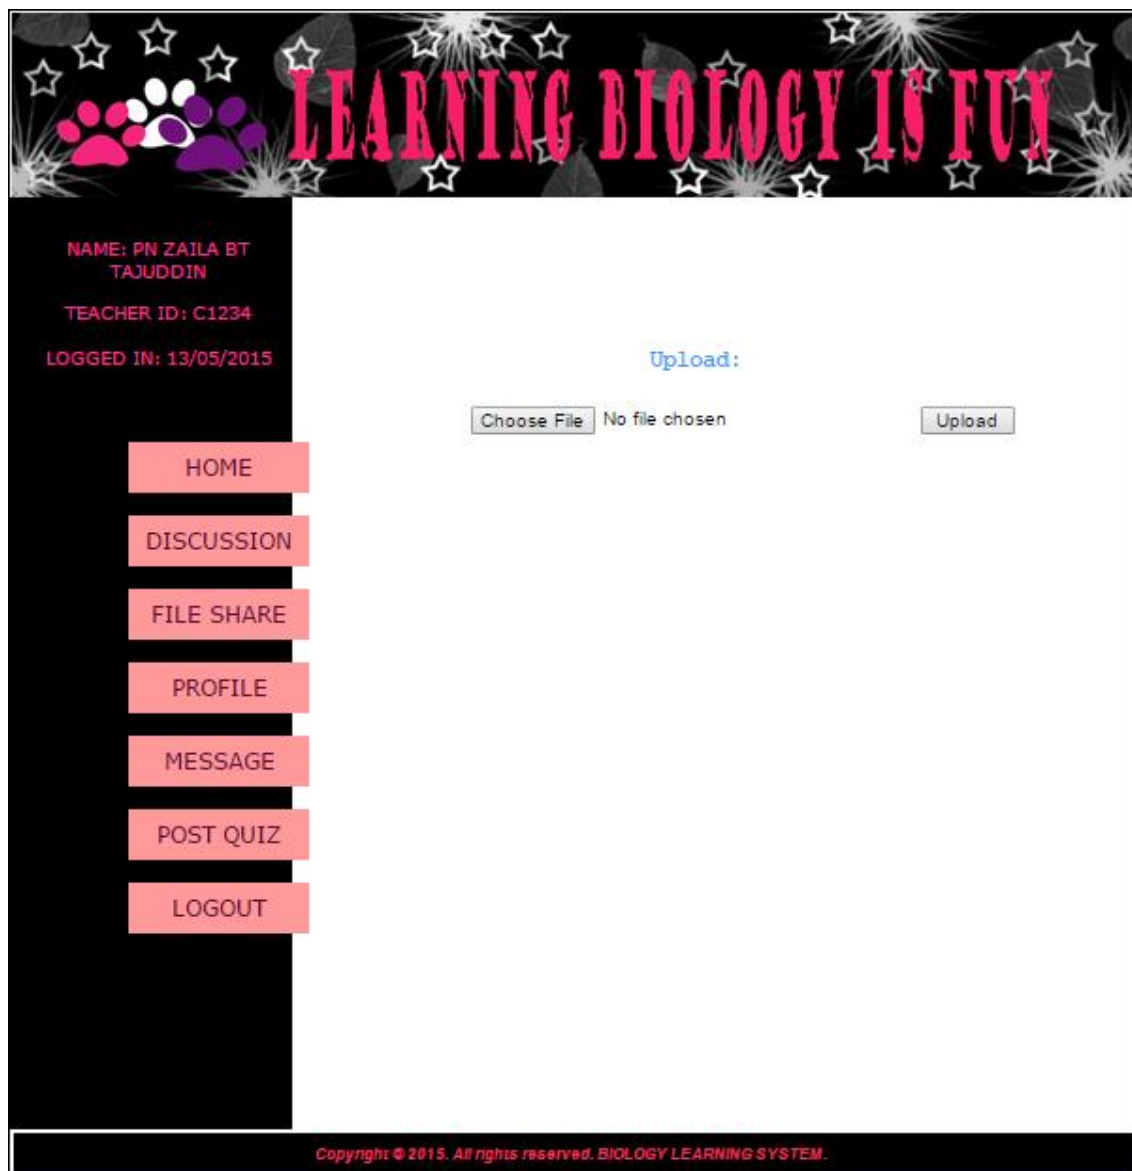 LEARNING BIOLOGY IS FUN
NAME: PN ZAILA BT
TAJUDDIN
TEACHER ID: C1234
LOGGED IN: 13/05/2015
Upload:
Choose File No file chosen Upload
HOME
DISCUSSION
FILE SHARE
PROFILE
MESSAGE
POST QUIZ
LOGOUT
Copyright © 2015. All rights reserved. BIOLOGY LEARNING SYSTEM.